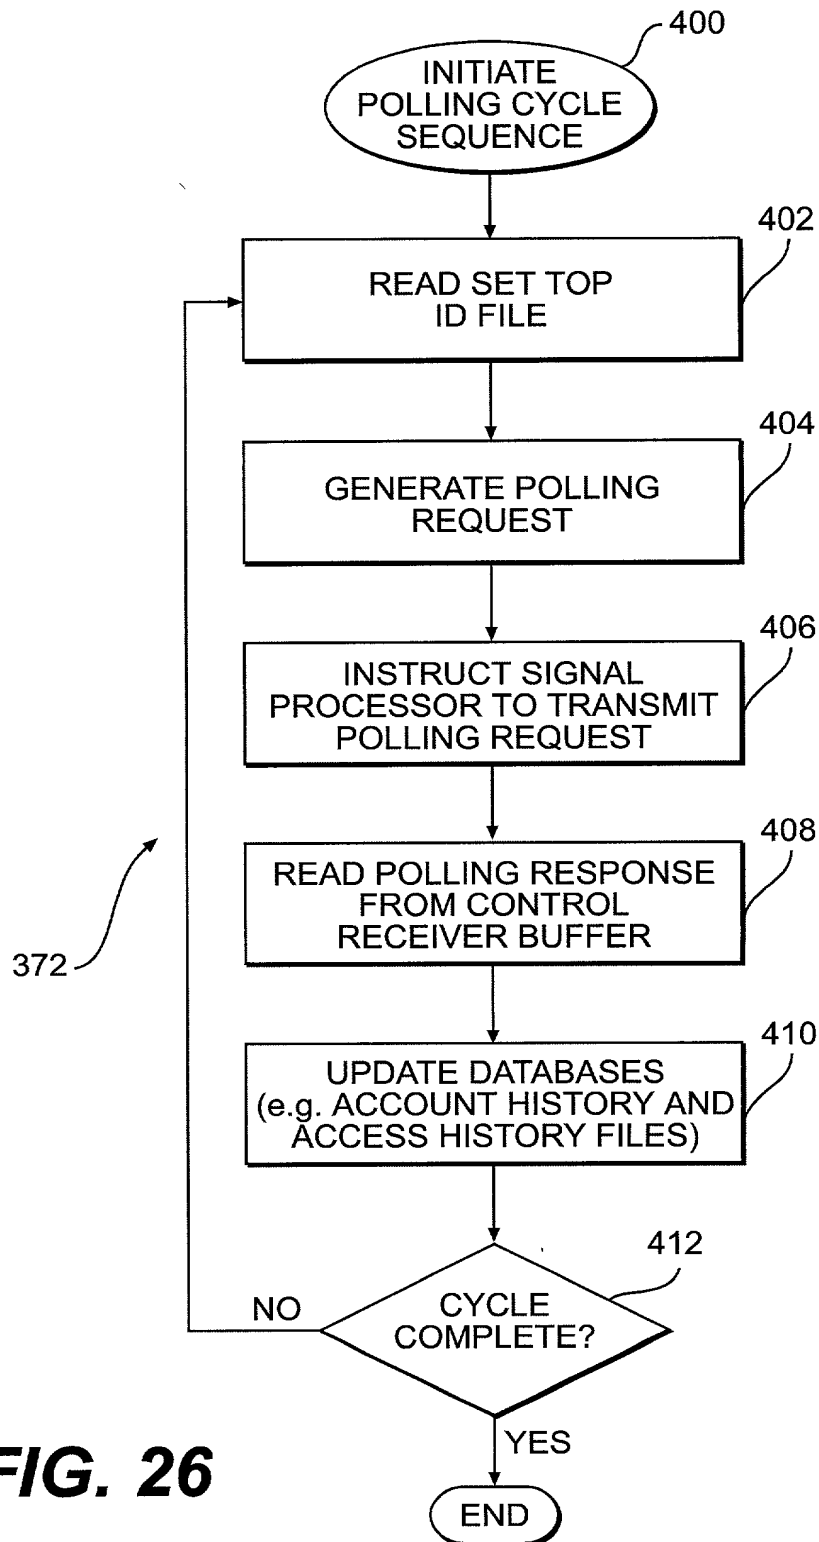 400
INITIATE
POLLING CYCLE
SEQUENCE
402
READ SET TOP
ID FILE
404
GENERATE POLLING
REQUEST
406
INSTRUCT SIGNAL
PROCESSOR TO TRANSMIT
POLLING REQUEST
408
READ POLLING RESPONSE
FROM CONTROL
RECEIVER BUFFER
372
410
UPDATE DATABASES
(e.g. ACCOUNT HISTORY AND
ACCESS HISTORY FILES)
412
CYCLE
COMPLETE?
NO
YES
END
FIG. 26